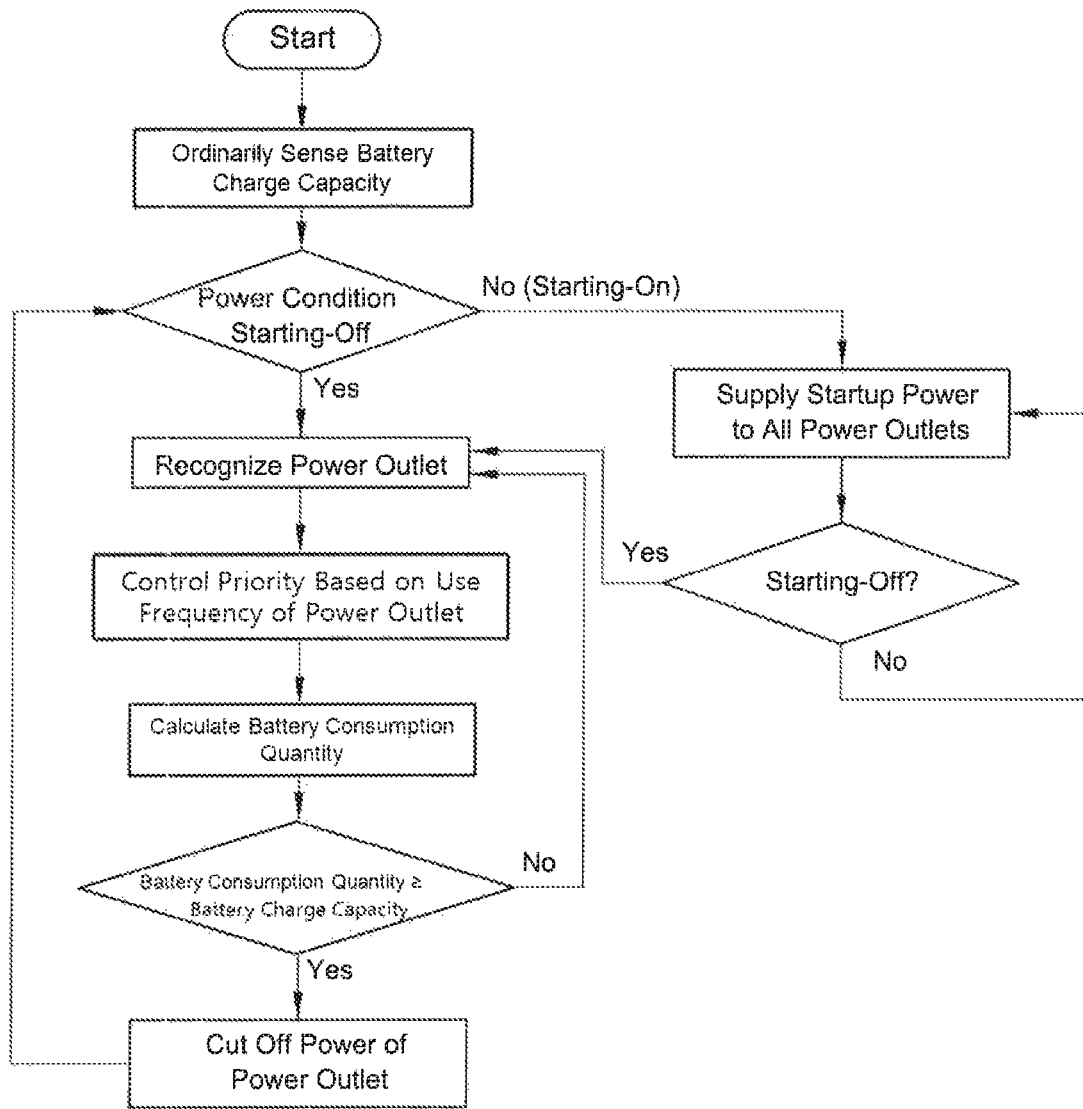 Start
Ordinarily Sense Battery
Charge Capacity
Power Condition
Starting-Off
No (Starting-On)
Yes
Supply Startup Power
to All Power Outlets
Recognize Power Outlet
Yes
Starting-Off?
No
Control Priority Based on Use
Frequency of Power Outlet
Calculate Battery Consumption
Quantity
Battery Consumption Quantity ≥
Battery Charge Capacity
No
Yes
Cut Off Power of
Power Outlet